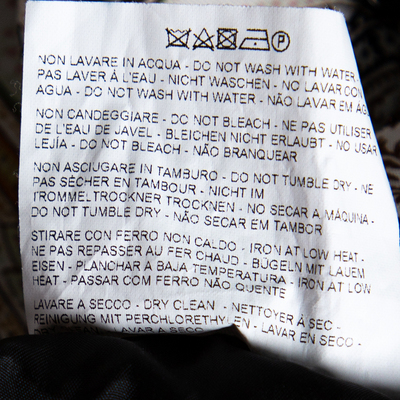 NON LAVARE IN ACQUA - DO NOT WASH WITH WATER -
PAS LAVER À L'EAU - NICHT WASCHEN - NO LAVAR CON
AGUA - DO NOT WASH WITH WATER - NÃO LAVAR EM
NON CANDEGGIARE - DO NOT BLEACH - NE PAS UTILISER
DE L'EAU DE JAVEL - BLEICHEN NICHT ERLAUBT - NO USAR
LEJÍA - DO NOT BLEACH - NÃO BRANQUEAR
NON ASCIUGARE IN TAMBURO - DO NOT TUMBLE DRY - NE
PAS SÉCHER EN TAMBOUR - NICHT IM
TROMMELTROCKNER TROCKNEN - NO SECAR A MÁQUINA -
DO NOT TUMBLE DRY - NÃO SECAR EM TAMBOR
STIRARE CON FERRO NON CALDO - IRON AT LOW HEAT -
NE PAS REPASSER AU FER CHAUD - BÜGELN MIT LAUEM
EISEN - PLANCHAR A BAJA TEMPERATURA - IRON AT LOW
HEAT - PASSAR COM FERRO NÃO QUENTE
LAVARE A SECCO - DRY CLEAN - NETTOYER À SEC -
REINIGUNG MIT PERCHLORETHYLEN - LAVAR EN SECO -
LAVAR A SECO